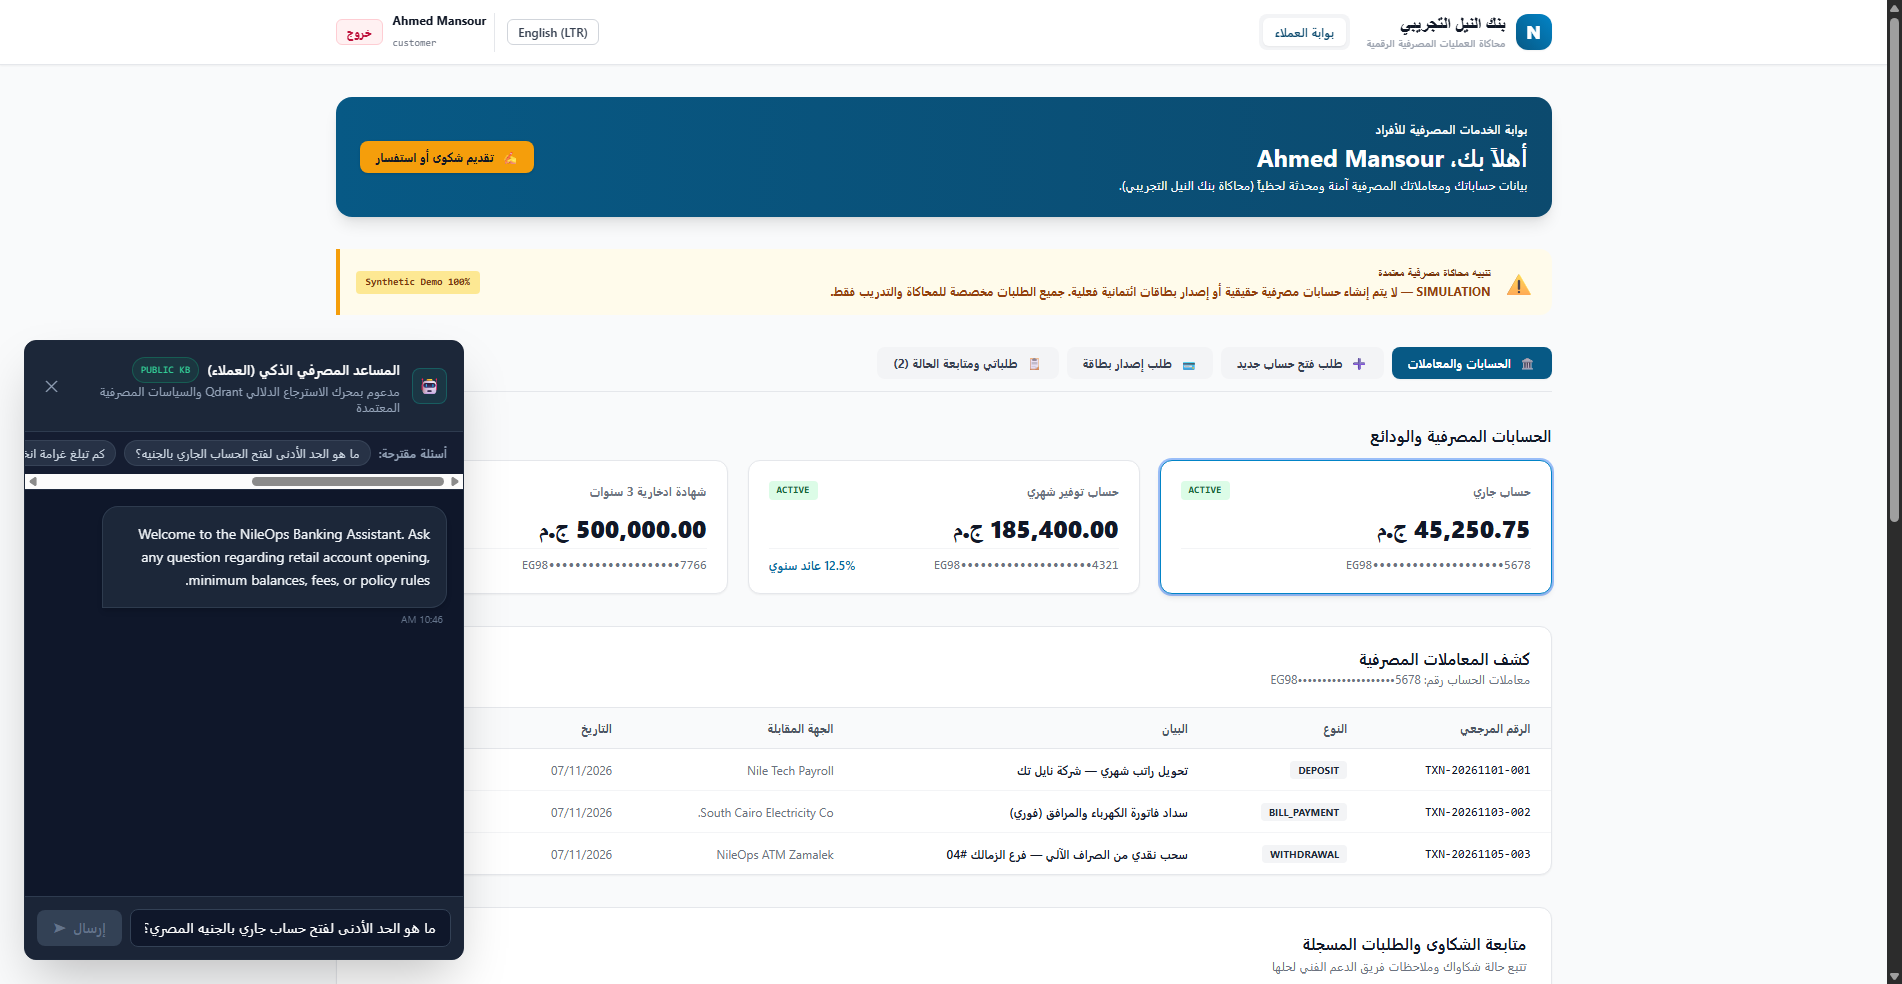 N
بنك النيل التجريبي
محاكاة العمليات المصرفية الرقمية
بوابة العملاء
English (LTR)
Ahmed Mansour
customer
خروج
بوابة الخدمات المصرفية للأفراد
أهلاً بك، Ahmed Mansour
بيانات حساباتك ومعاملاتك المصرفية آمنة ومحدثة لحظياً (محاكاة بنك النيل التجريبي).
تقديم شكوى أو استفسار
تنبيه محاكاة مصرفية معتمدة
SIMULATION — لا يتم إنشاء حسابات مصرفية حقيقية أو إصدار بطاقات ائتمانية فعلية. جميع الطلبات مخصصة للمحاكاة والتدريب فقط.
Synthetic Demo 100%
الحسابات والمعاملات
طلب فتح حساب جديد
طلب إصدار بطاقة
طلباتي ومتابعة الحالة (2)
الحسابات المصرفية والودائع
حساب جاري
ACTIVE
45,250.75 ج.م
EG98••••••••••••••••••••5678
حساب توفير شهري
ACTIVE
185,400.00 ج.م
EG98••••••••••••••••••••4321
12.5% عائد سنوي
شهادة ادخارية 3 سنوات
500,000.00 ج.م
EG98••••••••••••••••••••7766
كشف المعاملات المصرفية
معاملات الحساب رقم: EG98••••••••••••••••••••5678
الرقم المرجعي
النوع
البيان
الجهة المقابلة
التاريخ
TXN-20261101-001
DEPOSIT
تحويل راتب شهري — شركة نايل تك
Nile Tech Payroll
07/11/2026
TXN-20261103-002
BILL_PAYMENT
سداد فاتورة الكهرباء والمرافق (فوري)
South Cairo Electricity Co.
07/11/2026
TXN-20261105-003
WITHDRAWAL
سحب نقدي من الصراف الآلي — فرع الزمالك #04
NileOps ATM Zamalek
07/11/2026
متابعة الشكاوى والطلبات المسجلة
تتبع حالة شكاواك وملاحظات فريق الدعم الفني لحلها
المساعد المصرفي الذكي (العملاء)
PUBLIC KB
مدعوم بمحرك الاسترجاع الدلالي Qdrant والسياسات المصرفية
المعتمدة
أسئلة مقترحة:
ما هو الحد الأدنى لفتح الحساب الجاري بالجنيه؟
كم تبلغ غرامة
Welcome to the NileOps Banking Assistant. Ask
any question regarding retail account opening,
minimum balances, fees, or policy rules.
10:46 AM
ما هو الحد الأدنى لفتح حساب جاري بالجنيه المصري؟
إرسال